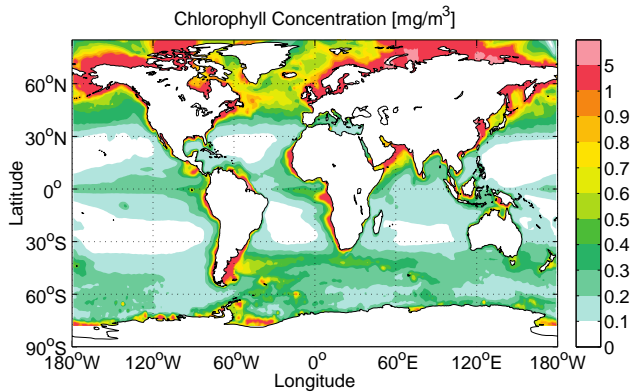 Chlorophyll Concentration [mg/m³]
60°N
30°N
0°
30°S
60°S
90°S
Latitude
180°W 120°W 60°W 0° 60°E 120°E 180°W
Longitude
5
1
0.9
0.8
0.7
0.6
0.5
0.4
0.3
0.2
0.1
0